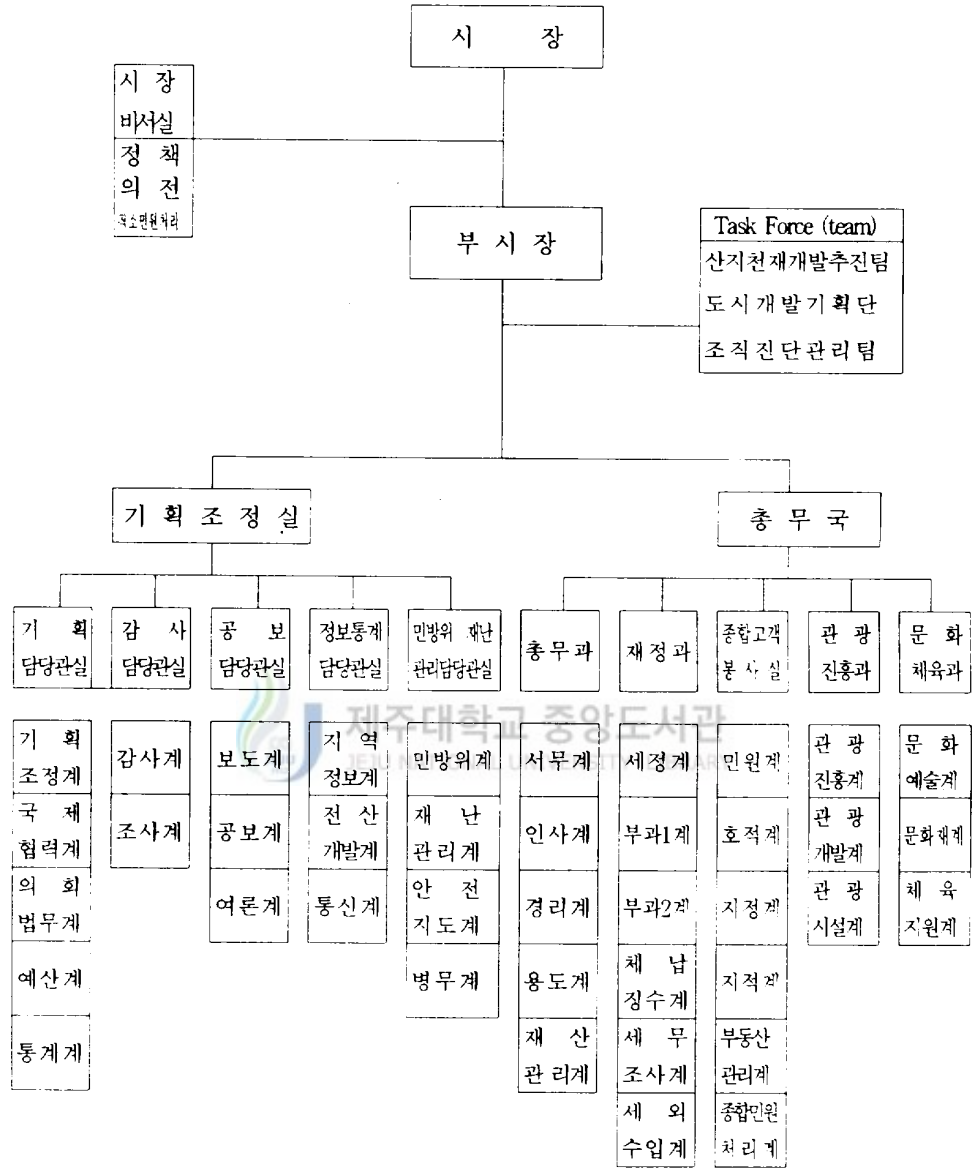 시 장
시 장
비서실
정 책
의 전
부 시 장
Task Force (team)
산지천재개발추진팀
도시개발기획단
조직진단관리팀
기 획 조 정 실
총 무 국
기 획
담당관실
감 사
담당관실
공 보
담당관실
정보통계
담당관실
민방위 재난
관리담당관실
총무과
재정과
종합고객
봉사실
관 광
진흥과
문 화
체육과
제주대학교 중앙도서관
JEJU NATIONAL UNIVERSITY LIBRARY
기 획
조정계
국 제
협력계
의 회
법무계
예산계
통계계
감사계
조사계
보도계
공보계
여론계
지 역
정보계
전 산
개발계
통신계
민방위계
재 난
관리계
안 전
지도계
병무계
서무계
인사계
경리계
용도계
재 산
관리계
세정계
부과1계
부과2계
체 납
징수계
세 무
조사계
세 외
수입계
민원계
호적계
지정계
지적계
부동산
관리계
종합민원
처리계
관 광
진흥계
관 광
개발계
관 광
시설계
문 화
예술계
문화재계
체 육
지원계